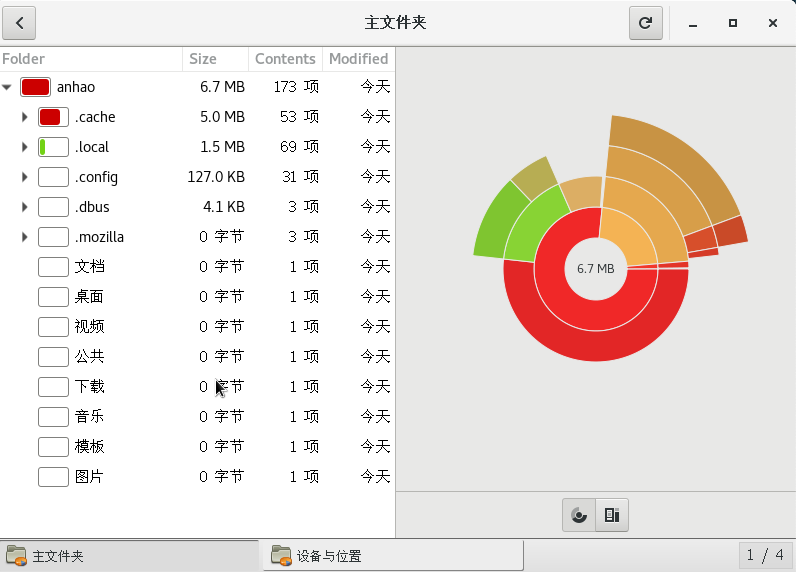 主文件夹
Folder Size Contents Modified
anhao 6.7 MB 173 项 今天
.cache 5.0 MB 53 项 今天
.local 1.5 MB 69 项 今天
.config 127.0 KB 31 项 今天
.dbus 4.1 KB 3 项 今天
.mozilla 0 字节 3 项 今天
文档 0 字节 1 项 今天
桌面 0 字节 1 项 今天
视频 0 字节 1 项 今天
公共 0 字节 1 项 今天
下载 0 字节 1 项 今天
音乐 0 字节 1 项 今天
模板 0 字节 1 项 今天
图片 0 字节 1 项 今天
6.7 MB
主文件夹 设备与位置 1 / 4